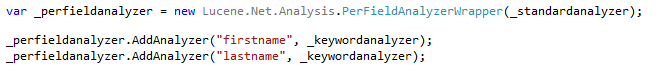 var _perfieldanalyzer = new Lucene.Net.Analysis.PerFieldAnalyzerWrapper(_standardanalyzer);
_perfieldanalyzer.AddAnalyzer("firstname", _keywordanalyzer);
_perfieldanalyzer.AddAnalyzer("lastname", _keywordanalyzer);